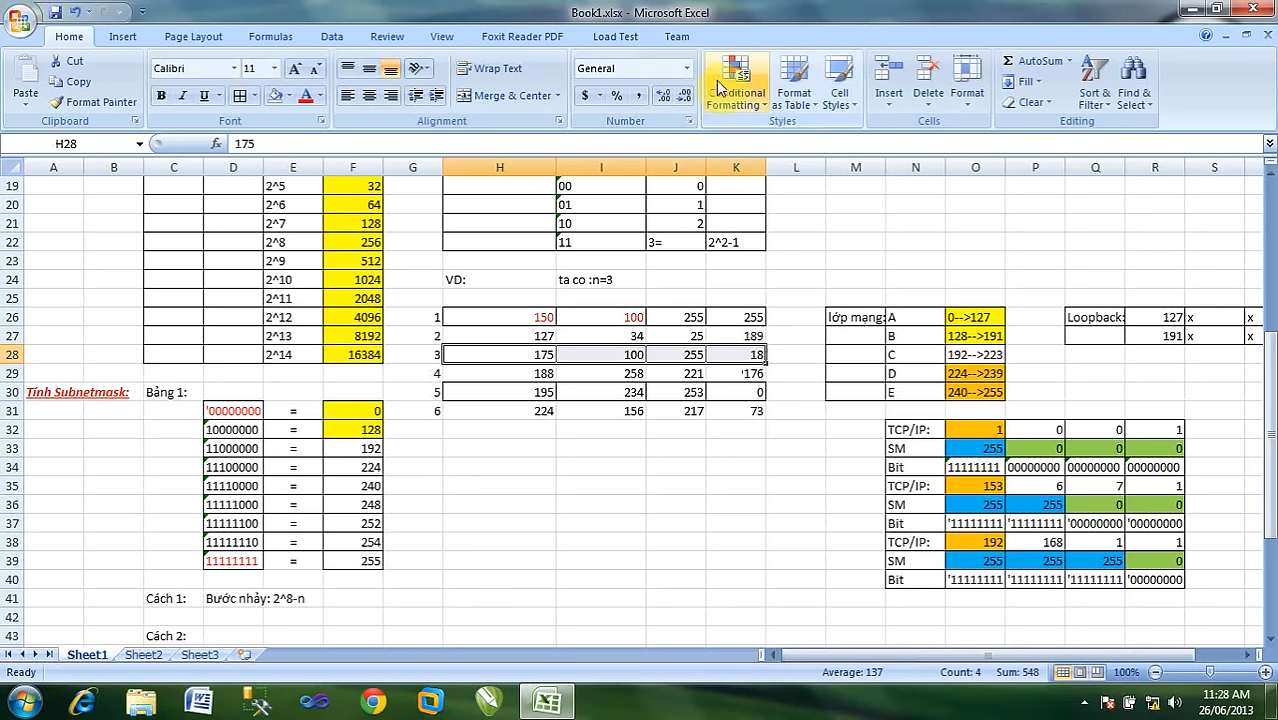 Book1.xlsx - Microsoft Excel
Home Insert Page Layout Formulas Data Review View Foxit Reader PDF Load Test Team
Paste Cut Copy Format Painter Clipboard
Calibri 11 B I U A A A Font
Wrap Text Merge & Center Alignment
General $ % , Number
Conditional Formatting Format as Table Cell Styles Styles
Insert Delete Format Cells
Σ AutoSum Fill Clear Sort & Filter Find & Select Editing
H28 fx 175
A B C D E F G H I J K L M N O P Q R S
19 2^5 32 00 0
20 2^6 64 01 1
21 2^7 128 10 2
22 2^8 256 11 3= 2^2-1
23 2^9 512
24 2^10 1024 VD: ta co :n=3
25 2^11 2048
26 2^12 4096 1 150 100 255 255 lớp mạng: A 0-->127 Loopback: 127 x x
27 2^13 8192 2 127 34 25 189 B 128-->191 191 x x
28 2^14 16384 3 175 100 255 18 C 192-->223
29 4 188 258 221 '176 D 224-->239
30 Tính Subnetmask: Bảng 1: 5 195 234 253 0 E 240-->255
31 '00000000 = 0 6 224 156 217 73
32 10000000 = 128 TCP/IP: 1 0 0 1
33 11000000 = 192 SM 255 0 0 0
34 11100000 = 224 Bit 11111111 00000000 00000000 00000000
35 11110000 = 240 TCP/IP: 153 6 7 1
36 11111000 = 248 SM 255 255 0 0
37 11111100 = 252 Bit '11111111 '11111111 '00000000 '00000000
38 11111110 = 254 TCP/IP: 192 168 1 1
39 11111111 = 255 SM 255 255 255 0
40 Bit '11111111 '11111111 '11111111 '00000000
41 Cách 1: Bước nhảy: 2^8-n
42
43 Cách 2:
Sheet1 Sheet2 Sheet3
Ready Average: 137 Count: 4 Sum: 548 100%
11:28 AM
26/06/2013